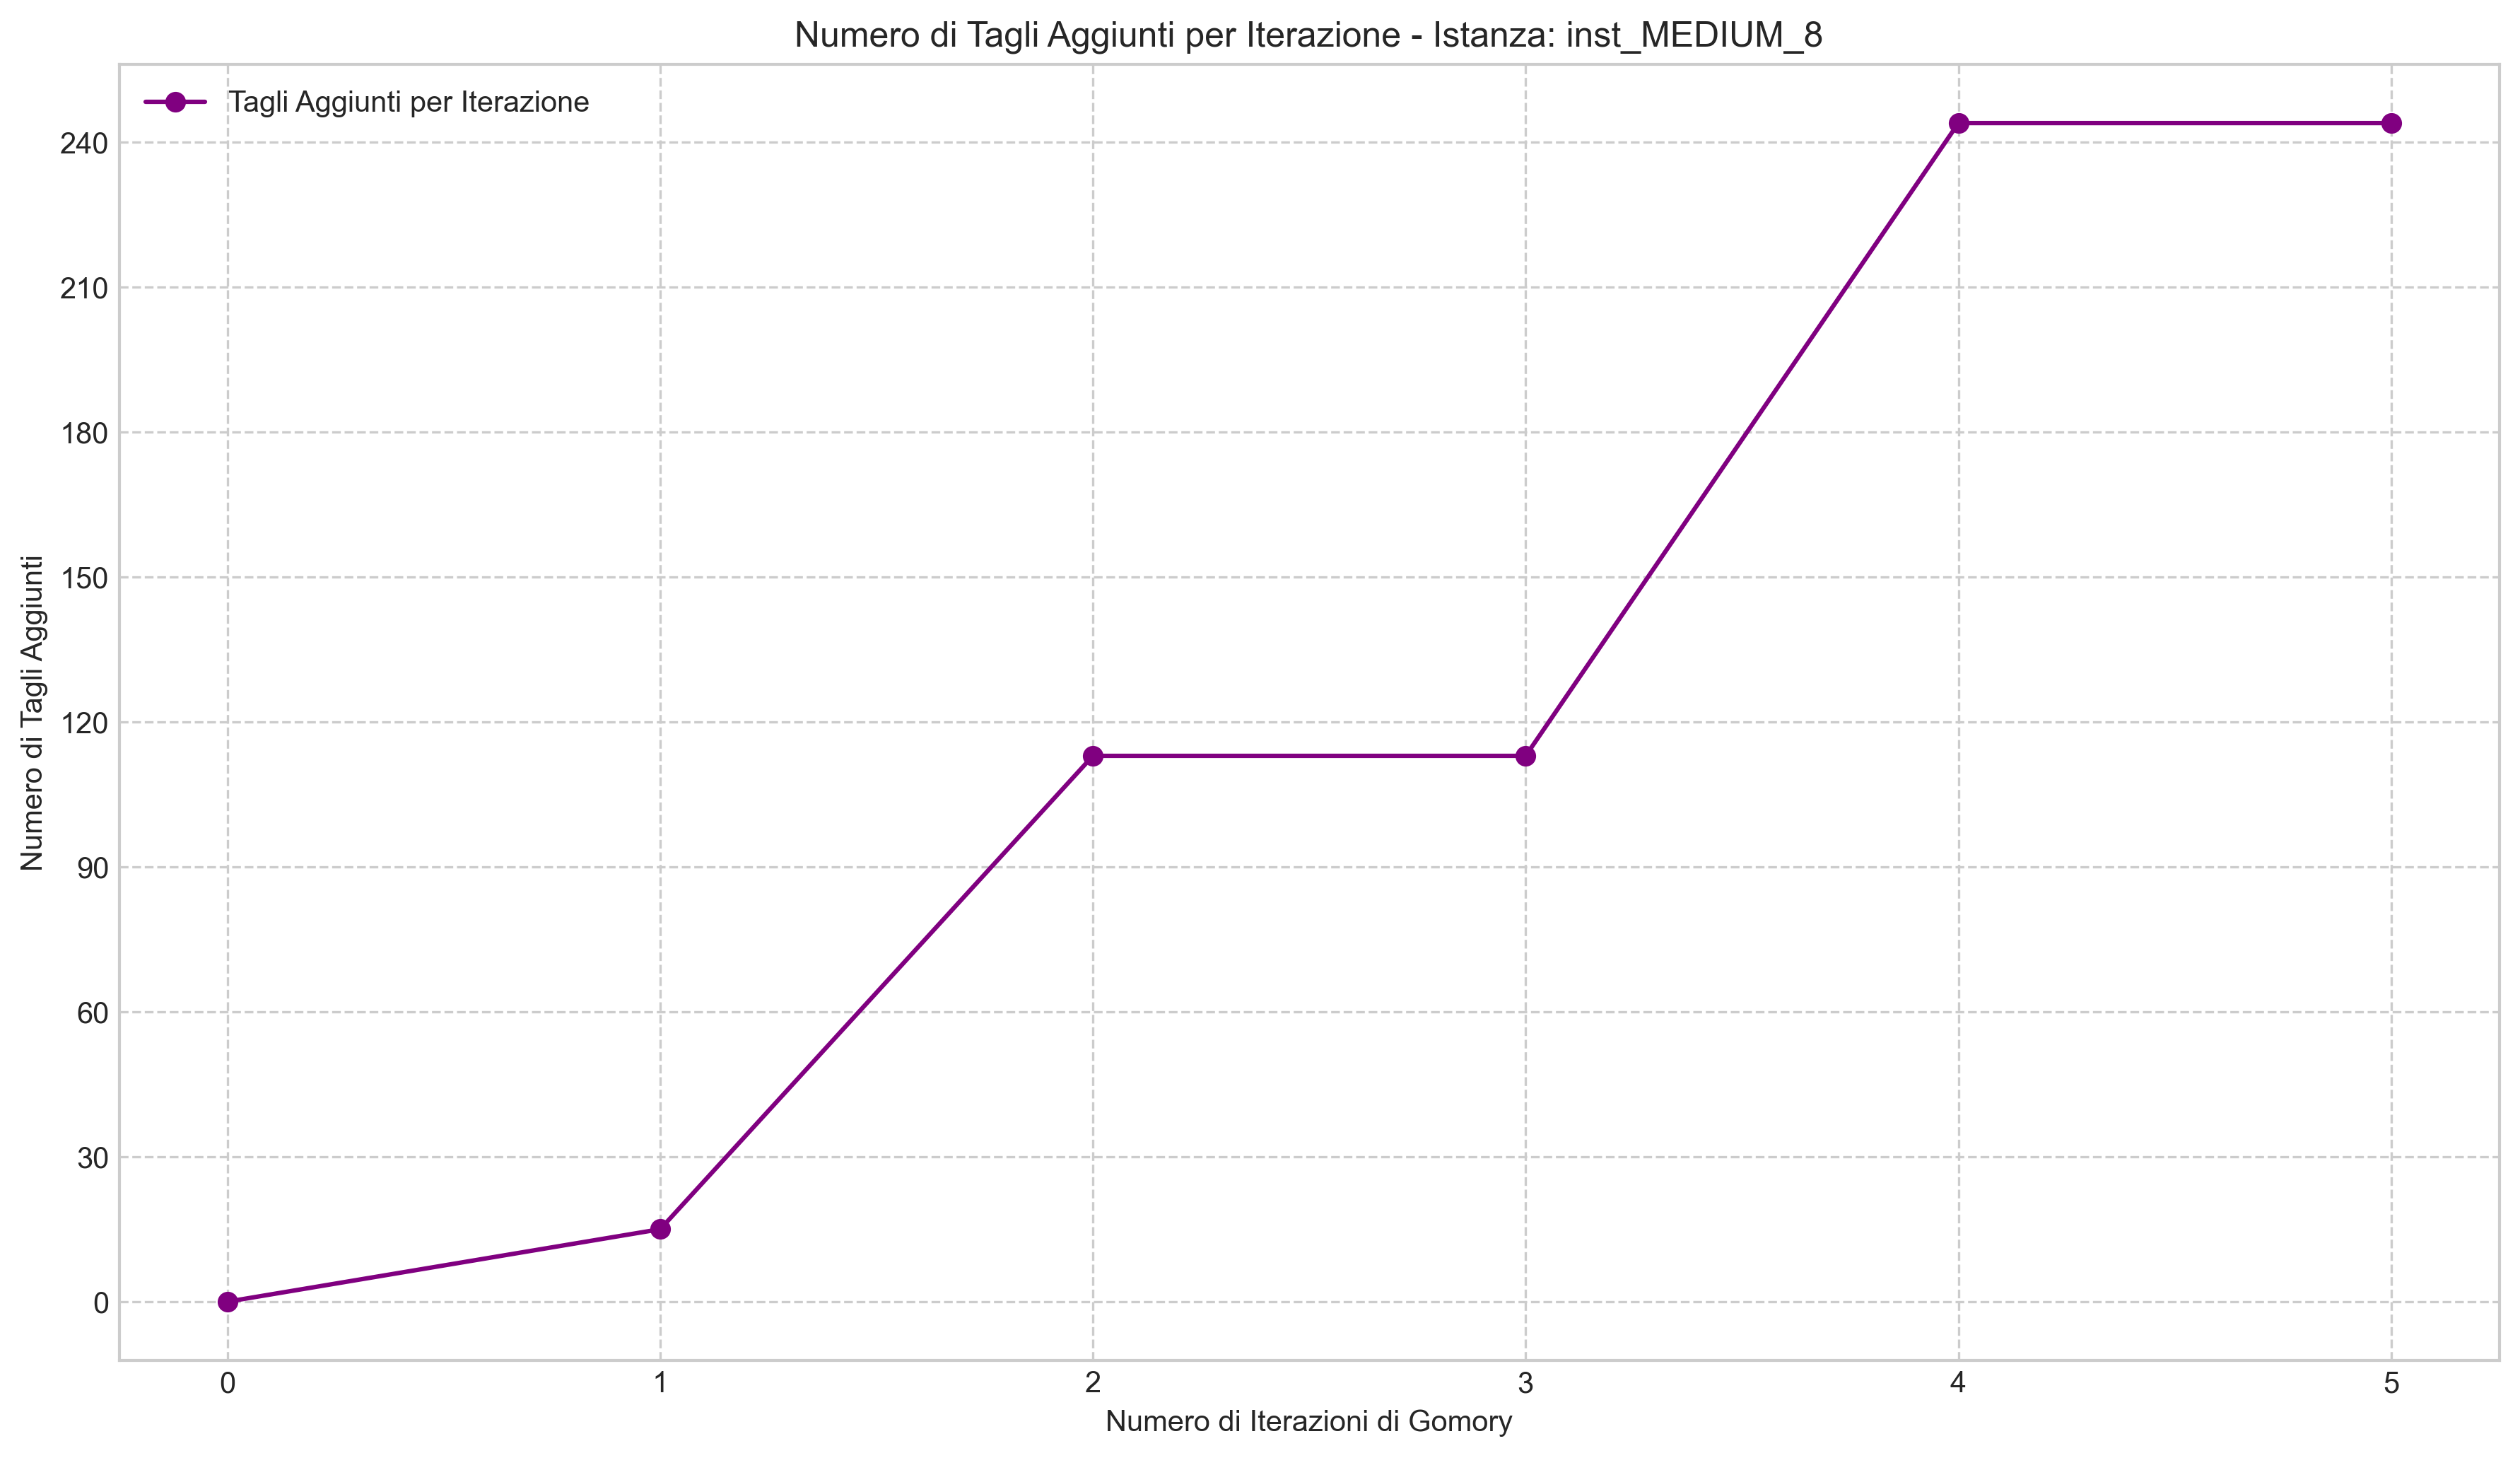 Numero di Tagli Aggiunti per Iterazione - Istanza: inst_MEDIUM_8
Tagli Aggiunti per Iterazione
240
210
180
150
120
90
60
30
0
Numero di Tagli Aggiunti
0 1 2 3 4 5
Numero di Iterazioni di Gomory